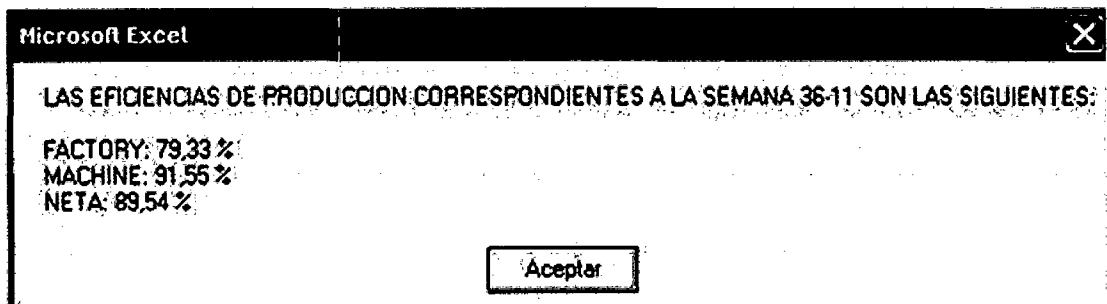 Microsoft Excel
LAS EFICIENCIAS DE PRODUCCION CORRESPONDIENTES A LA SEMANA 36-11 SON LAS SIGUIENTES:
FACTORY: 79,33 %
MACHINE: 91,55 %
NETA: 89,54 %
Aceptar